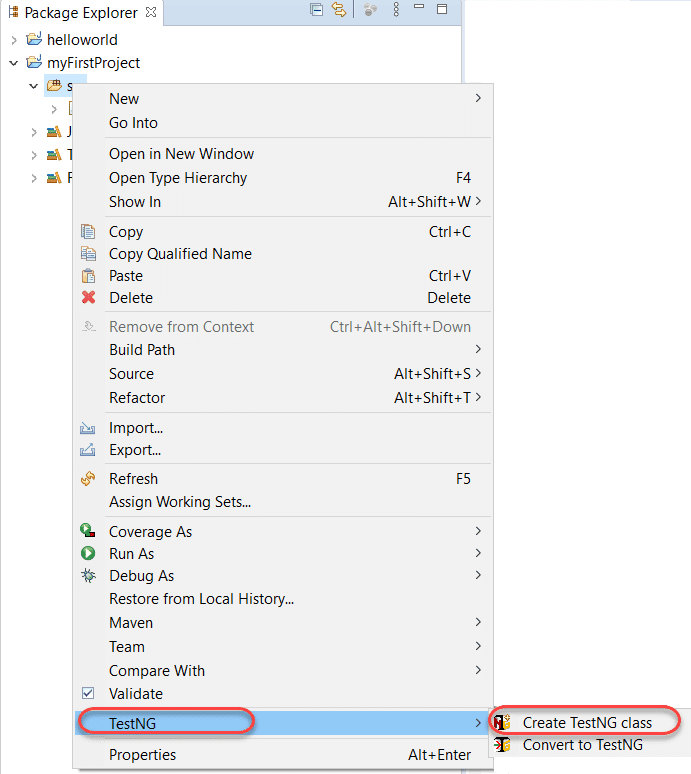 Package Explorer
helloworld
myFirstProject
s
New
Go Into
Open in New Window
Open Type Hierarchy F4
Show In Alt+Shift+W
Copy Ctrl+C
Copy Qualified Name
Paste Ctrl+V
Delete Delete
Remove from Context Ctrl+Alt+Shift+Down
Build Path
Source Alt+Shift+S
Refactor Alt+Shift+T
Import...
Export...
Refresh F5
Assign Working Sets...
Coverage As
Run As
Debug As
Restore from Local History...
Maven
Team
Compare With
Validate
TestNG
Create TestNG class
Convert to TestNG
Properties Alt+Enter